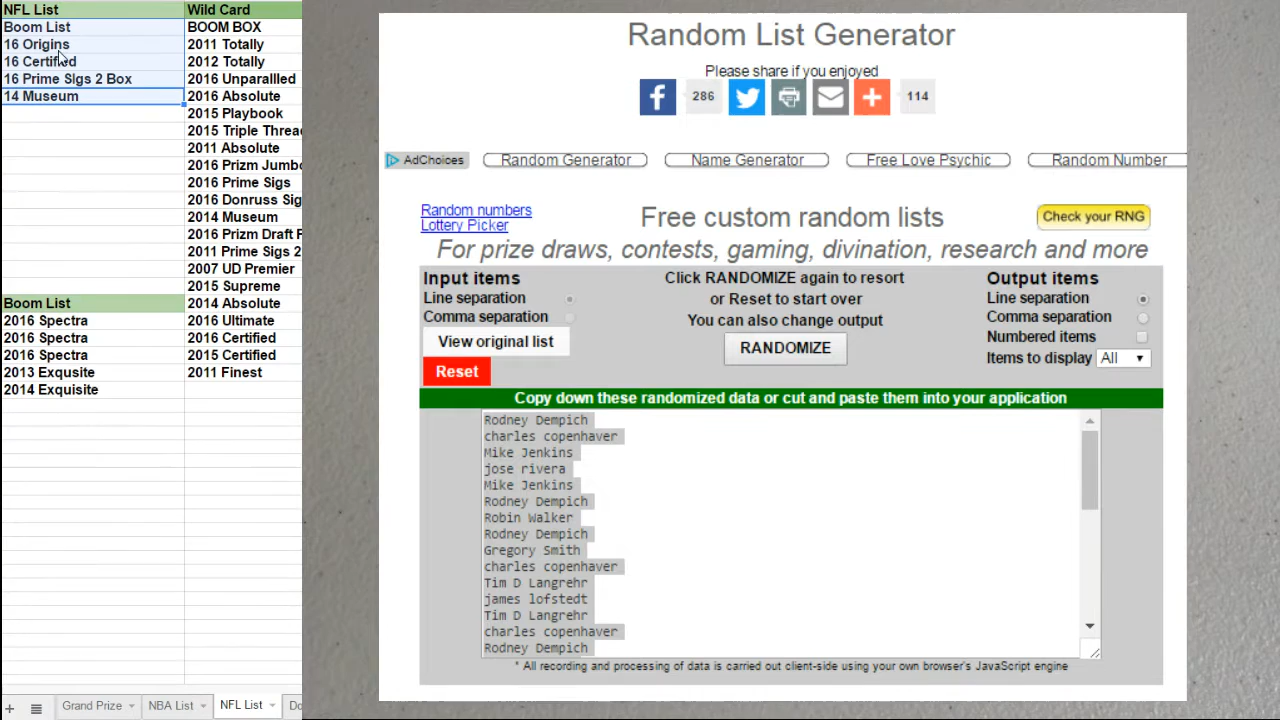 NFL List
Wild Card
Boom List
BOOM BOX
16 Origins
2011 Totally
16 Certified
2012 Totally
16 Prime SIgs 2 Box
2016 Unparallled
14 Museum
2016 Absolute
2015 Playbook
2015 Triple Threa
2011 Absolute
2016 Prizm Jumbo
2016 Prime Sigs
2016 Donruss Sig
2014 Museum
2016 Prizm Draft F
2011 Prime Sigs 2
2007 UD Premier
2015 Supreme
Boom List
2014 Absolute
2016 Spectra
2016 Ultimate
2016 Spectra
2016 Certified
2016 Spectra
2015 Certified
2013 Exqusite
2011 Finest
2014 Exquisite
Grand Prize
NBA List
NFL List
Do
Random List Generator
Please share if you enjoyed
286
114
AdChoices
Random Generator
Name Generator
Free Love Psychic
Random Number
Random numbers
Lottery Picker
Free custom random lists
Check your RNG
For prize draws, contests, gaming, divination, research and more
Input items
Line separation
Comma separation
View original list
Reset
Click RANDOMIZE again to resort
or Reset to start over
You can also change output
RANDOMIZE
Output items
Line separation
Comma separation
Numbered items
Items to display All
Copy down these randomized data or cut and paste them into your application
Rodney Dempich
charles copenhaver
Mike Jenkins
jose rivera
Mike Jenkins
Rodney Dempich
Robin Walker
Rodney Dempich
Gregory Smith
charles copenhaver
Tim D Langrehr
james lofstedt
Tim D Langrehr
charles copenhaver
Rodney Dempich
* All recording and processing of data is carried out client-side using your own browser's JavaScript engine